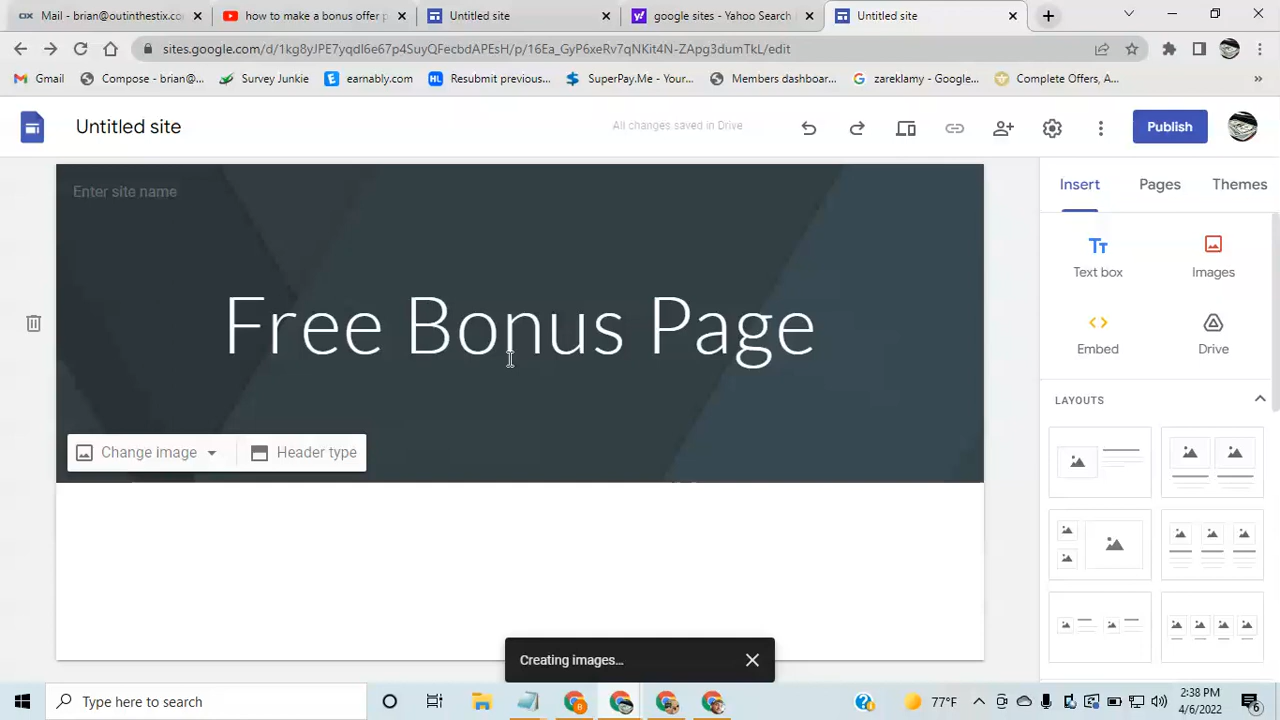 Mail - brian@untimestix.com
how to make a bonus offer p
Untitled site
google sites - Yahoo Search
Untitled site
sites.google.com/d/1kg8yJPE7yqdl6e67p4SuyQFecbdAPEsH/p/16Ea_GyP6xeRv7qNKit4N-ZApg3dumTkL/edit
Gmail
Compose - brian@...
Survey Junkie
earnably.com
Resubmit previous...
SuperPay.Me - Your...
Members dashboar...
zareklamy - Google...
Complete Offers, A...
»
Untitled site
All changes saved in Drive
Publish
Enter site name
Insert
Pages
Themes
Text box
Images
Free Bonus Page
Embed
Drive
LAYOUTS
Change image
Header type
Creating images...
Type here to search
77°F
2:38 PM
4/6/2022
6